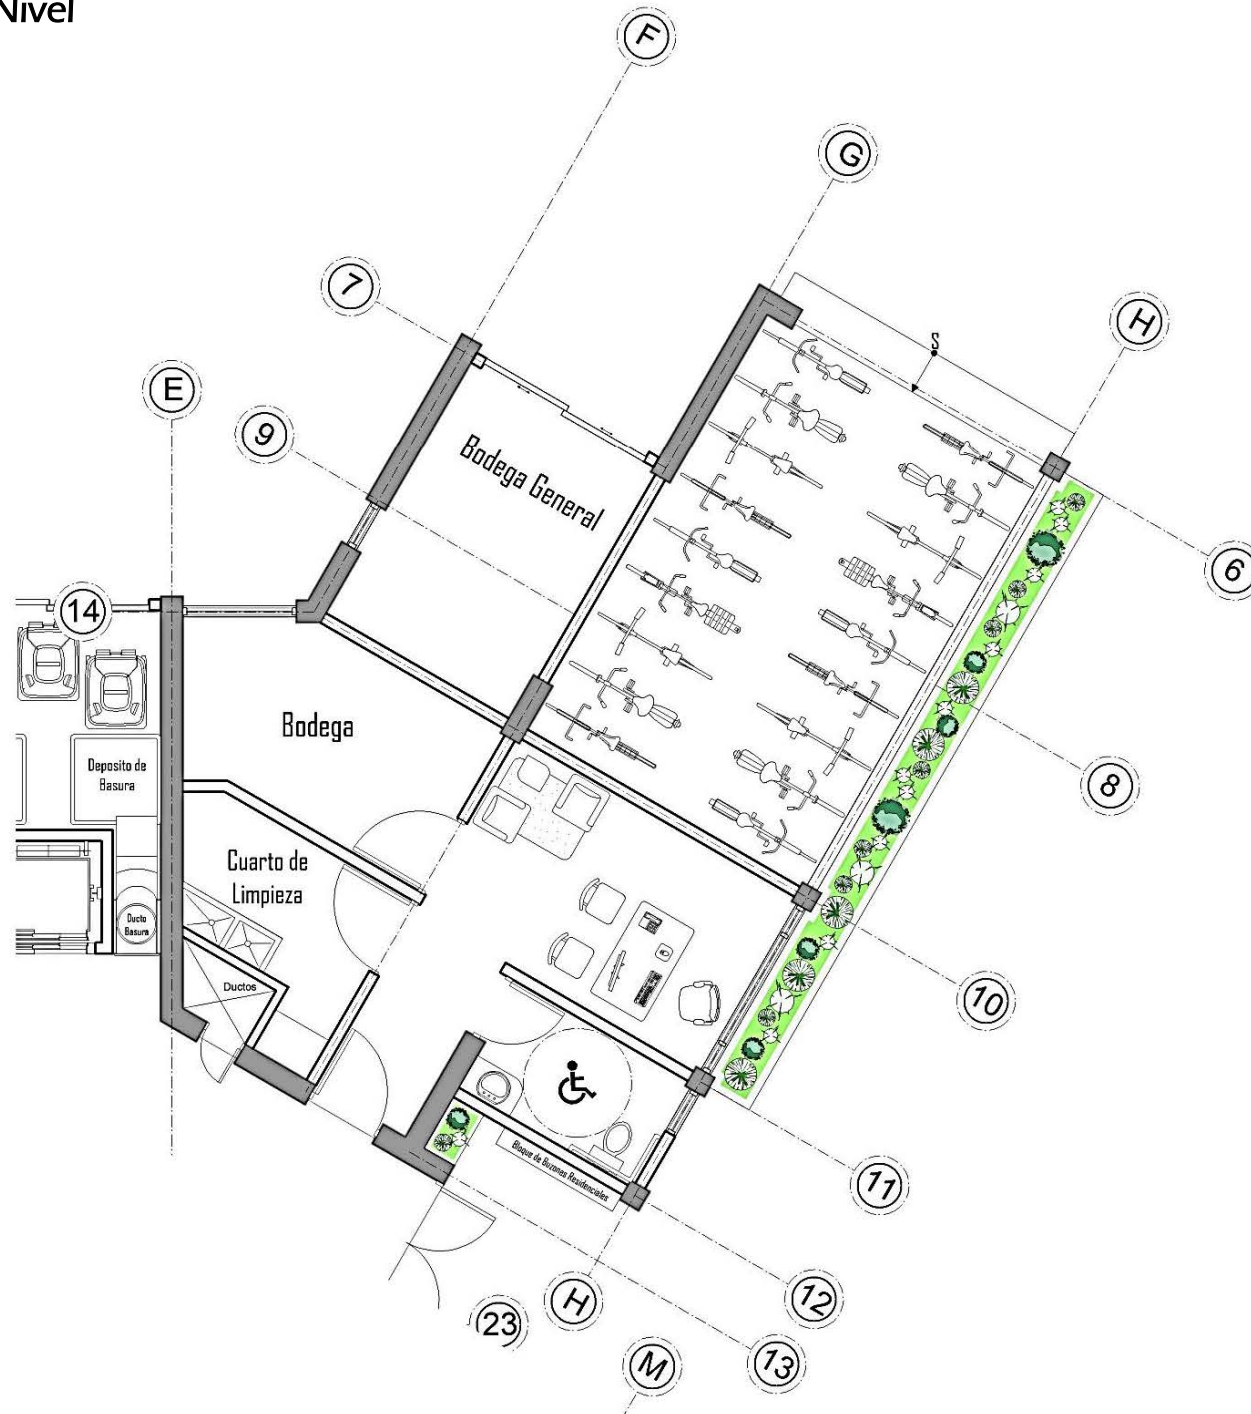 Nivel
F
G
7
H
S
E
9
Bodega General
6
14
Bodega
Deposito de
Basura
8
Cuarto de
Limpieza
Ducto
Basura
Ductos
10
Bloque de Buzones Residenciales
11
12
H
23
13
M